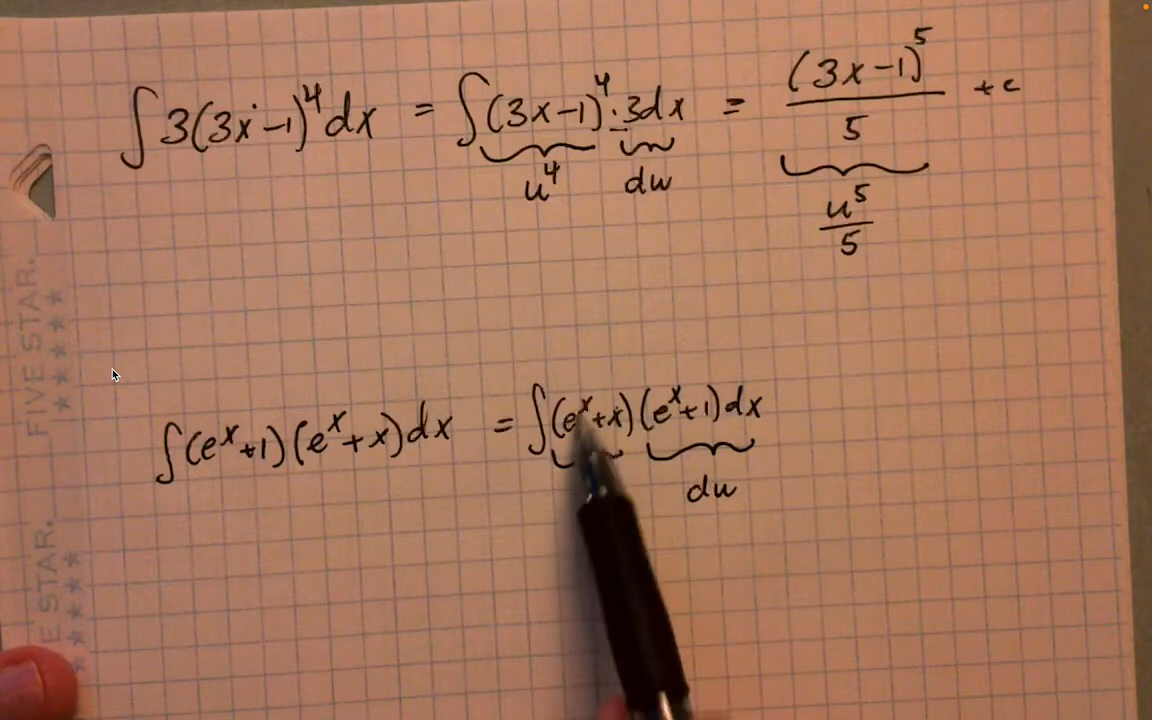 ∫3(3x-1)⁴dx = ∫(3x-1)⁴·3dx = (3x-1)⁵/5 +c
u⁴ du u⁵/5
∫(eˣ+1)(eˣ+x)dx = ∫(eˣ+x)(eˣ+1)dx
du
FIVE STAR.
E STAR.